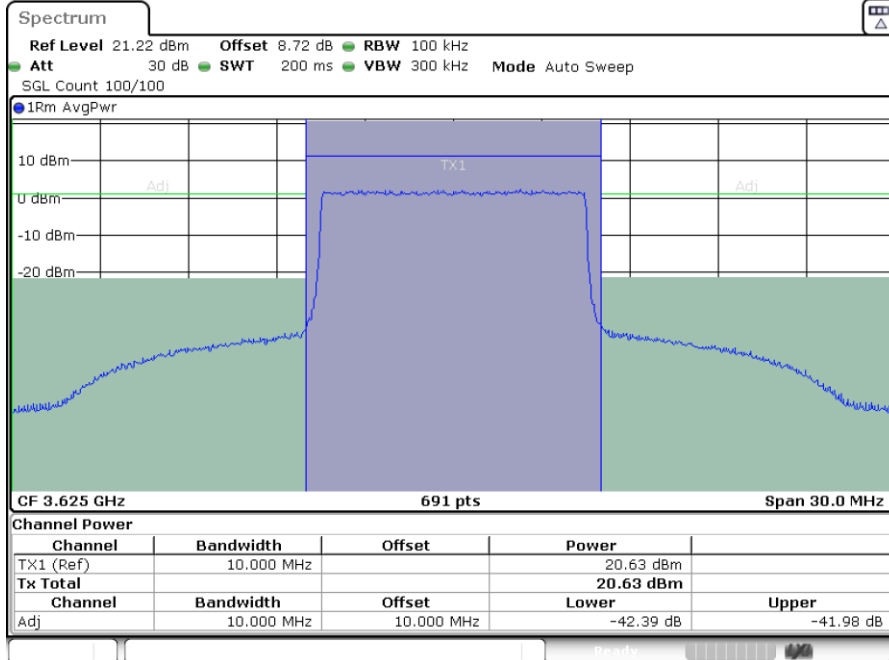 Spectrum
Ref Level 21.22 dBm Offset 8.72 dB RBW 100 kHz
Att 30 dB SWT 200 ms VBW 300 kHz Mode Auto Sweep
SGL Count 100/100
1Rm AvgPwr
10 dBm
TX1
Adj Adj
0 dBm
-10 dBm
-20 dBm
CF 3.625 GHz 691 pts Span 30.0 MHz
Channel Power
Channel Bandwidth Offset Power
TX1 (Ref) 10.000 MHz 20.63 dBm
Tx Total 20.63 dBm
Channel Bandwidth Offset Lower Upper
Adj 10.000 MHz 10.000 MHz -42.39 dB -41.98 dB
Ready